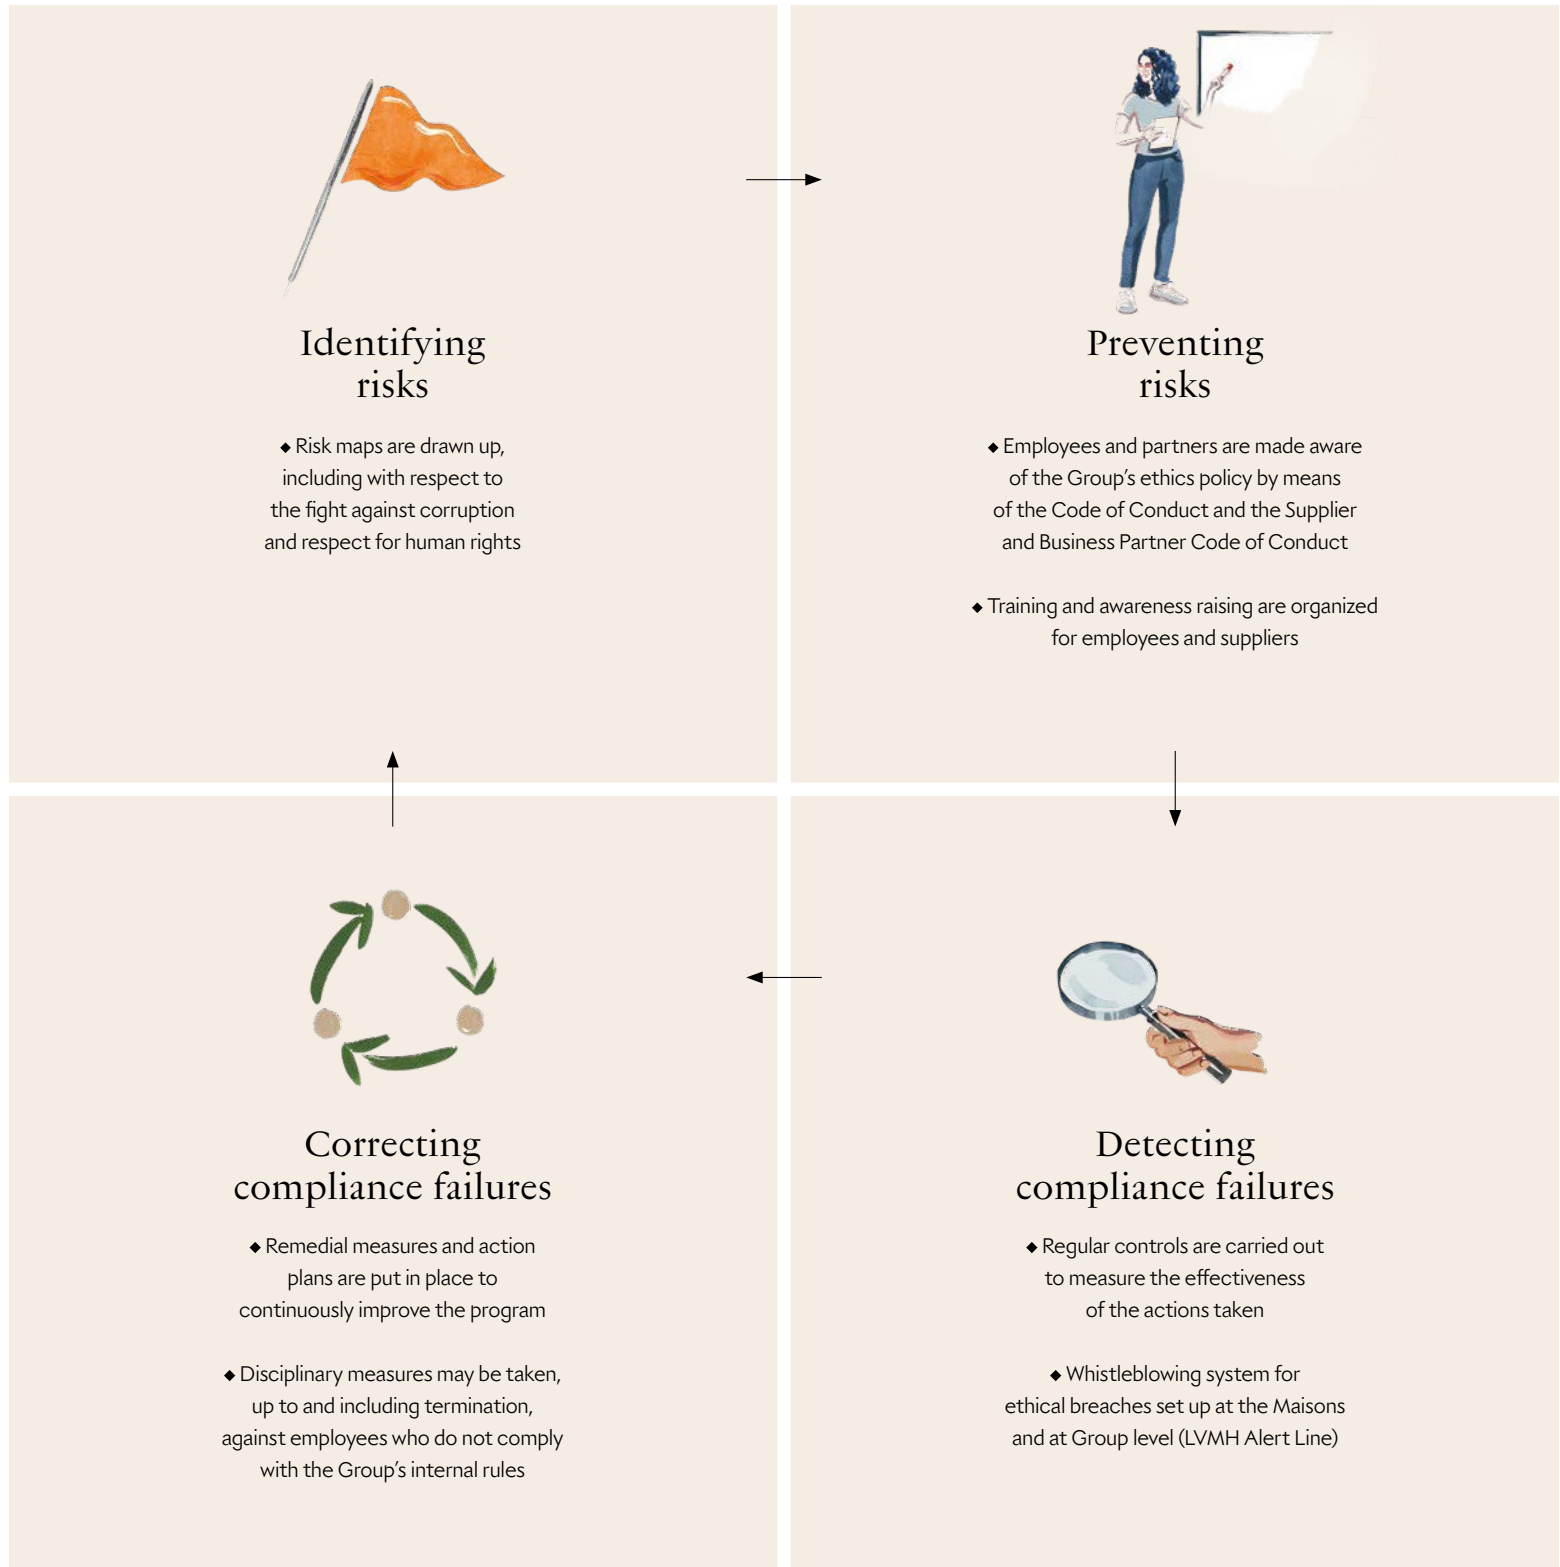 Identifying
risks
◆ Risk maps are drawn up,
including with respect to
the fight against corruption
and respect for human rights
Preventing
risks
◆ Employees and partners are made aware
of the Group's ethics policy by means
of the Code of Conduct and the Supplier
and Business Partner Code of Conduct
◆ Training and awareness raising are organized
for employees and suppliers
Correcting
compliance failures
◆ Remedial measures and action
plans are put in place to
continuously improve the program
◆ Disciplinary measures may be taken,
up to and including termination,
against employees who do not comply
with the Group's internal rules
Detecting
compliance failures
◆ Regular controls are carried out
to measure the effectiveness
of the actions taken
◆ Whistleblowing system for
ethical breaches set up at the Maisons
and at Group level (LVMH Alert Line)